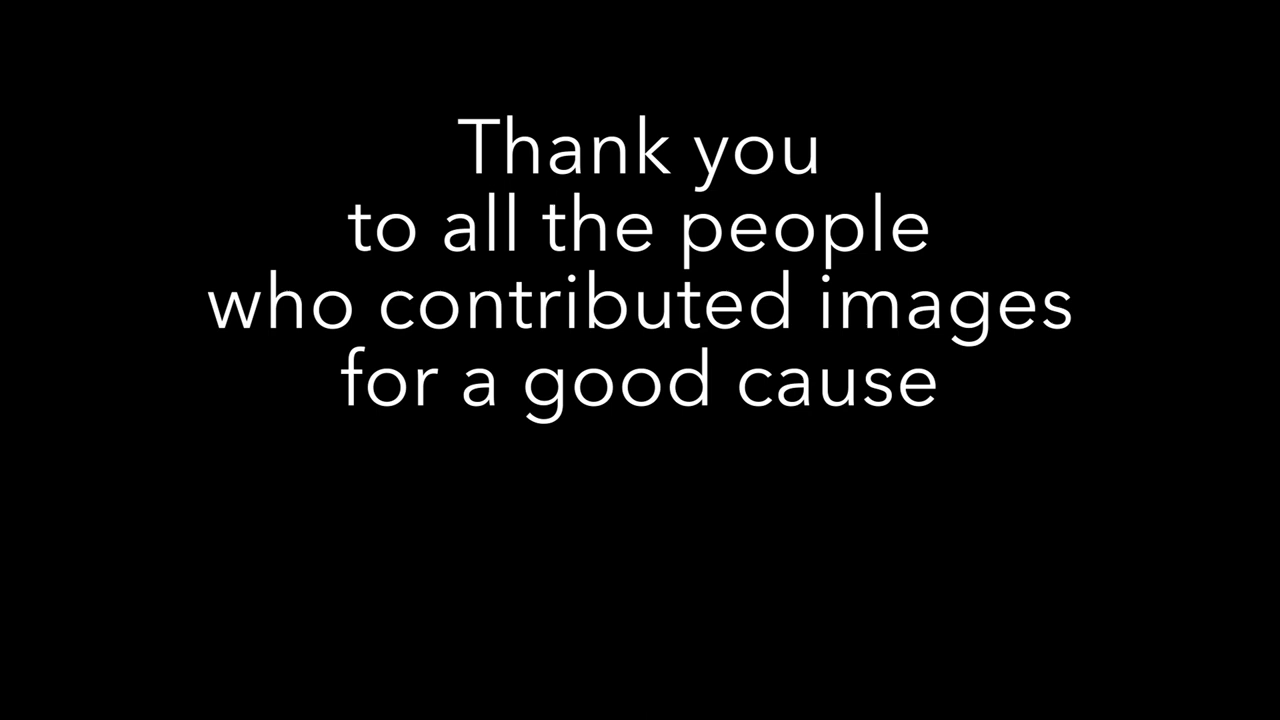 Thank you
to all the people
who contributed images
for a good cause